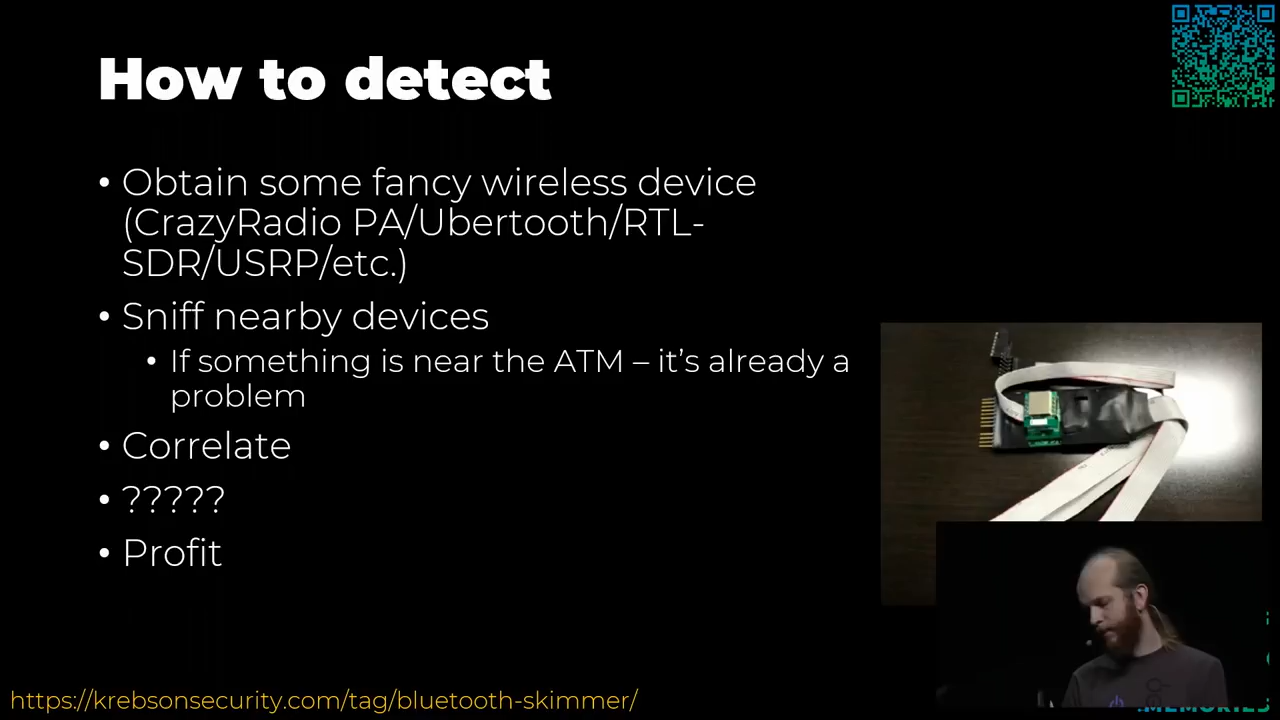 How to detect
• Obtain some fancy wireless device
(CrazyRadio PA/Ubertooth/RTL-
SDR/USRP/etc.)
• Sniff nearby devices
• If something is near the ATM – it’s already a
problem
• Correlate
• ?????
• Profit
https://krebsonsecurity.com/tag/bluetooth-skimmer/